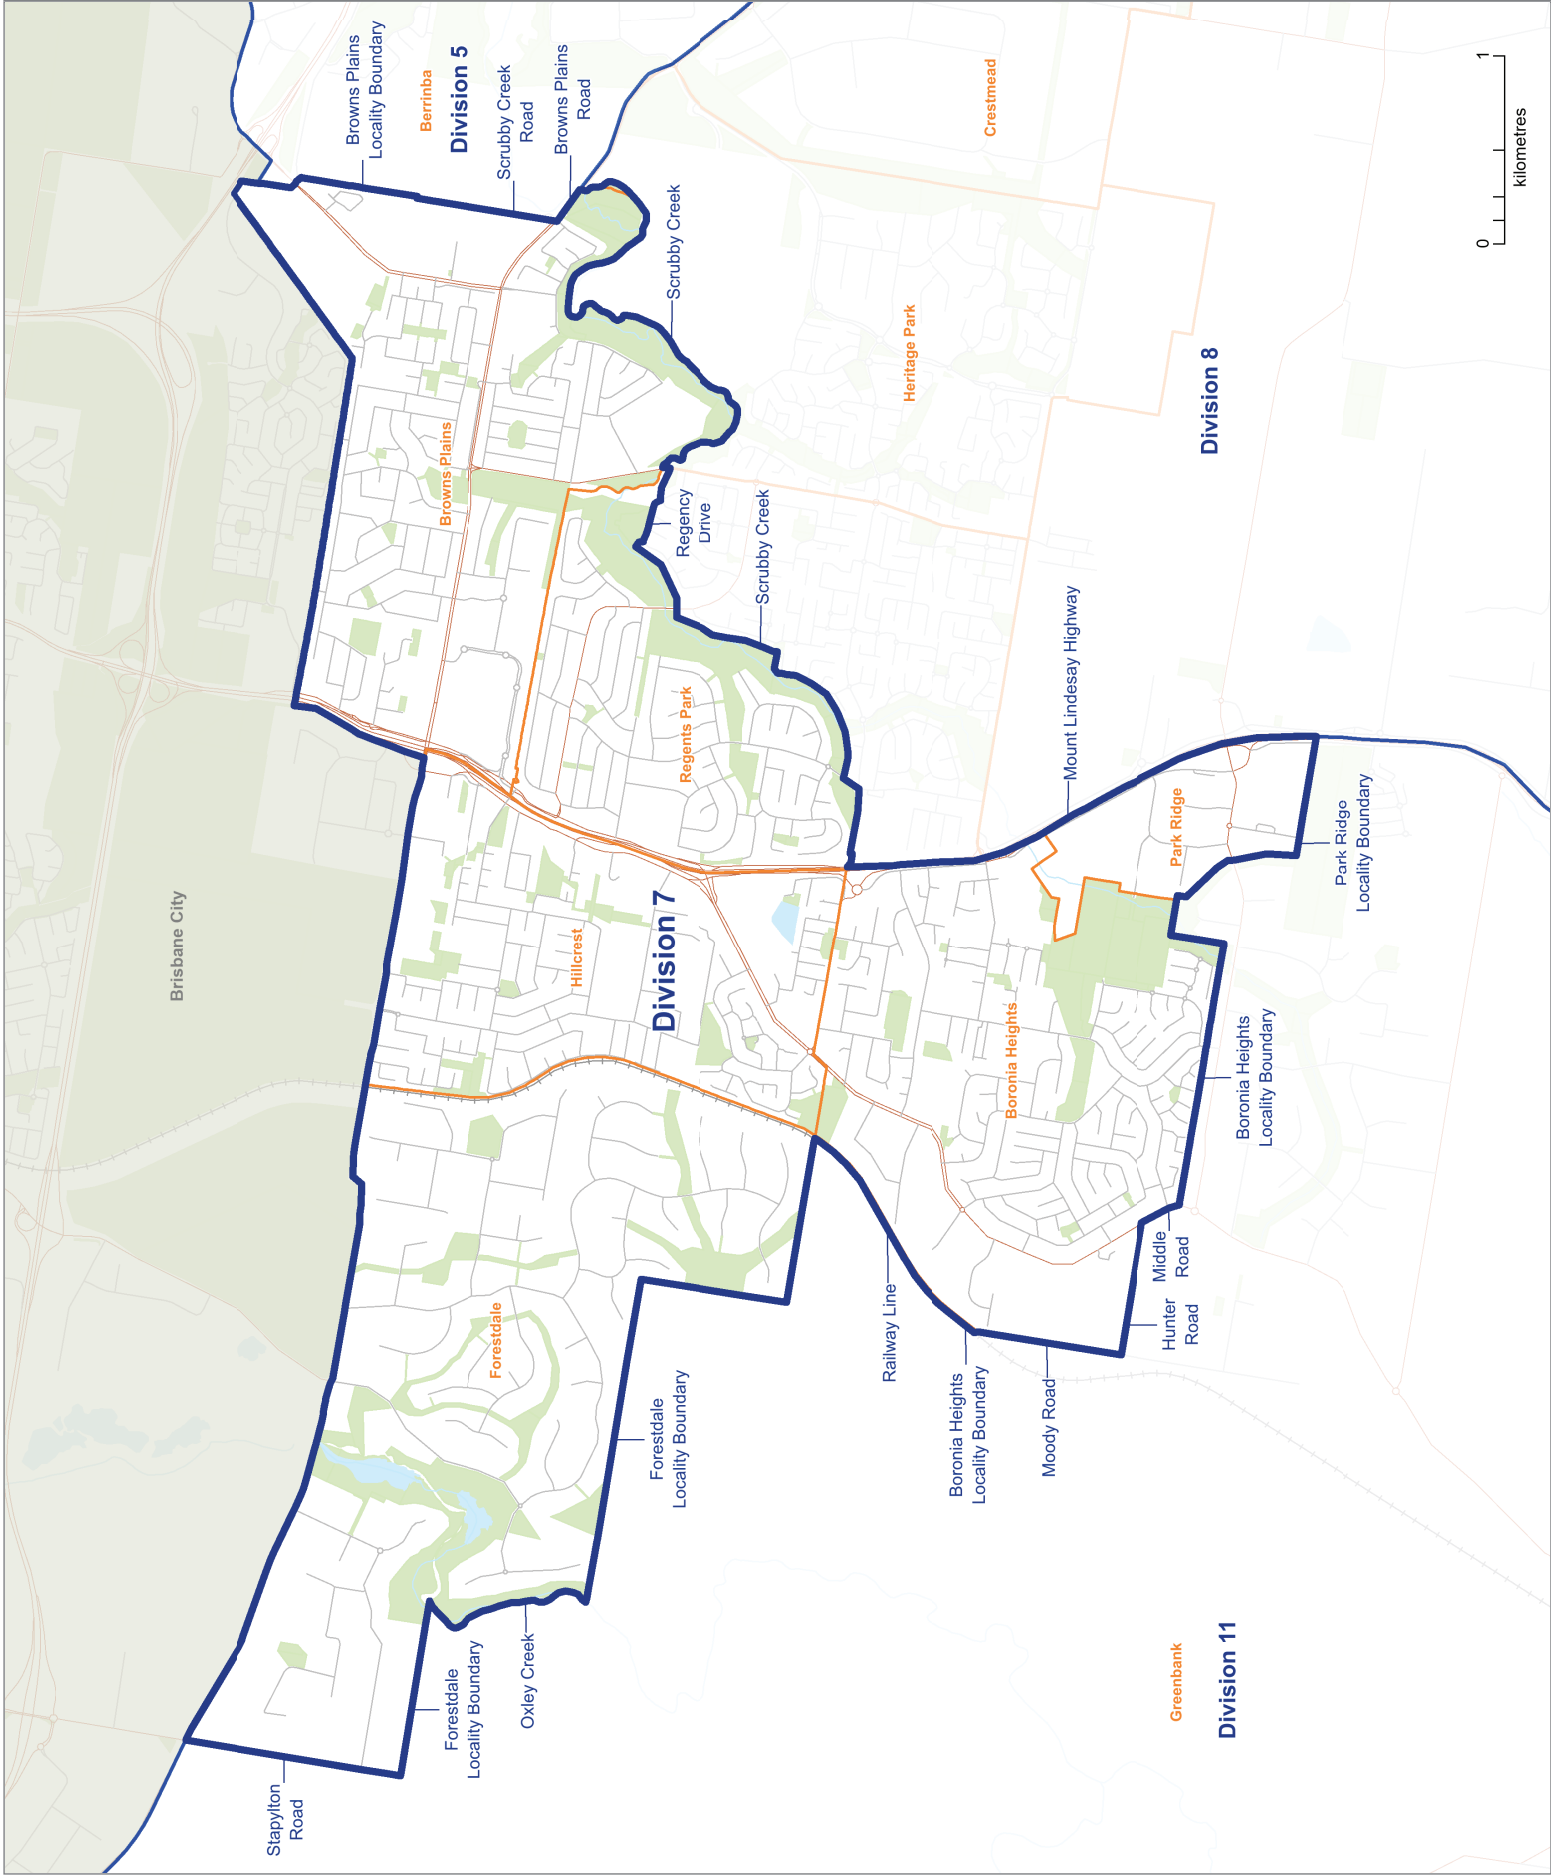 Brisbane City
Stapylton
Road
Forestdale
Locality Boundary
Oxley Creek
Forestdale
Forestdale
Locality Boundary
Hillcrest
Division 7
Browns Plains
Regents Park
Browns Plains
Locality Boundary
Berrinba
Division 5
Scrubby Creek
Road
Browns Plains
Road
Scrubby Creek
Regency
Drive
Scrubby Creek
Heritage Park
Crestmead
Railway Line
Boronia Heights
Locality Boundary
Moody Road
Boronia Heights
Mount Lindesay Highway
Hunter
Road
Middle
Road
Boronia Heights
Locality Boundary
Park Ridge
Park Ridge
Locality Boundary
Division 8
Greenbank
Division 11
0
1
kilometres